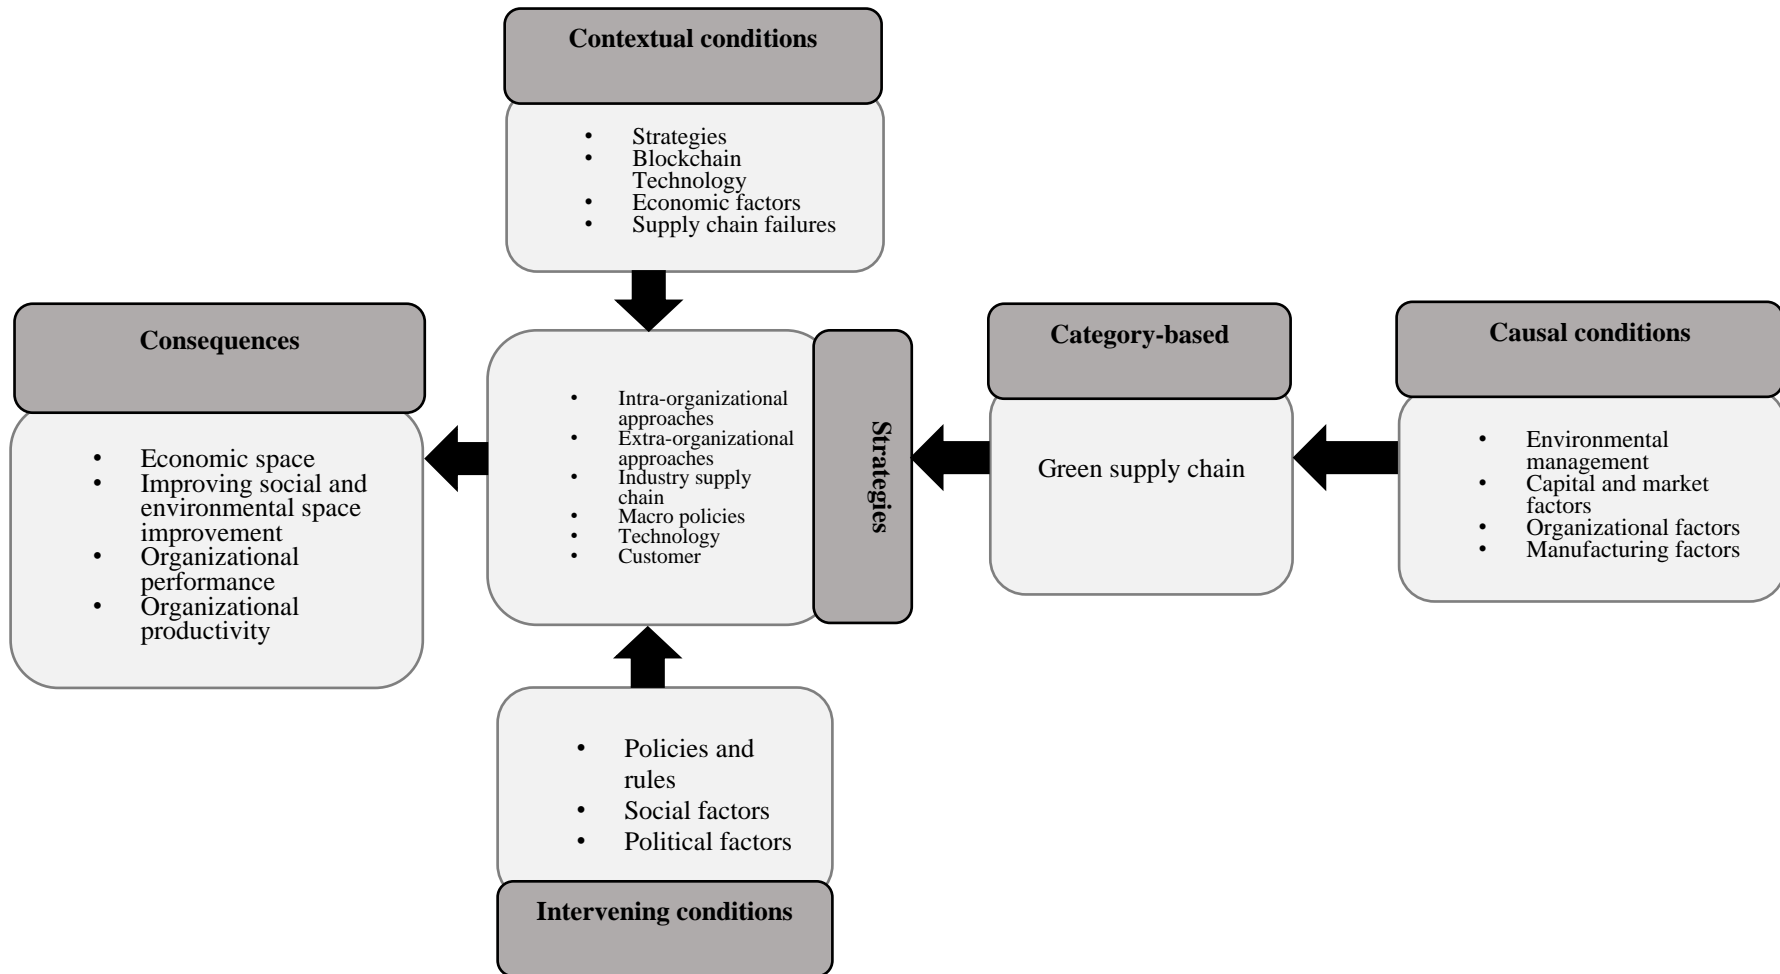 Contextual conditions
• Strategies
• Blockchain
Technology
• Economic factors
• Supply chain failures
Consequences
• Economic space
• Improving social and
environmental space
improvement
• Organizational
performance
• Organizational
productivity
• Intra-organizational
approaches
• Extra-organizational
approaches
• Industry supply
chain
• Macro policies
• Technology
• Customer
Strategies
Category-based
Green supply chain
Causal conditions
• Environmental
management
• Capital and market
factors
• Organizational factors
• Manufacturing factors
• Policies and
rules
• Social factors
• Political factors
Intervening conditions